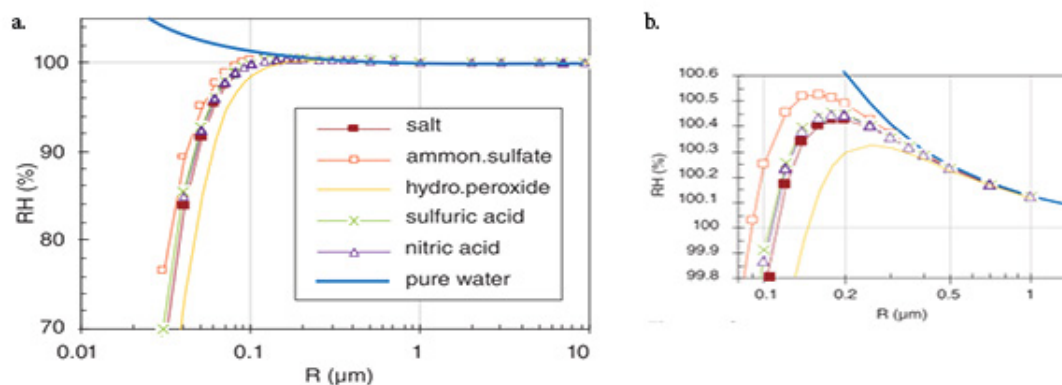 a.
100
90
80
70
RH (%)
0.01
0.1
1
10
R (µm)
salt
ammon.sulfate
hydro.peroxide
sulfuric acid
nitric acid
pure water
b.
100.6
100.5
100.4
100.3
100.2
100.1
100
99.9
99.8
RH (%)
0.1
0.2
0.5
1
R (µm)